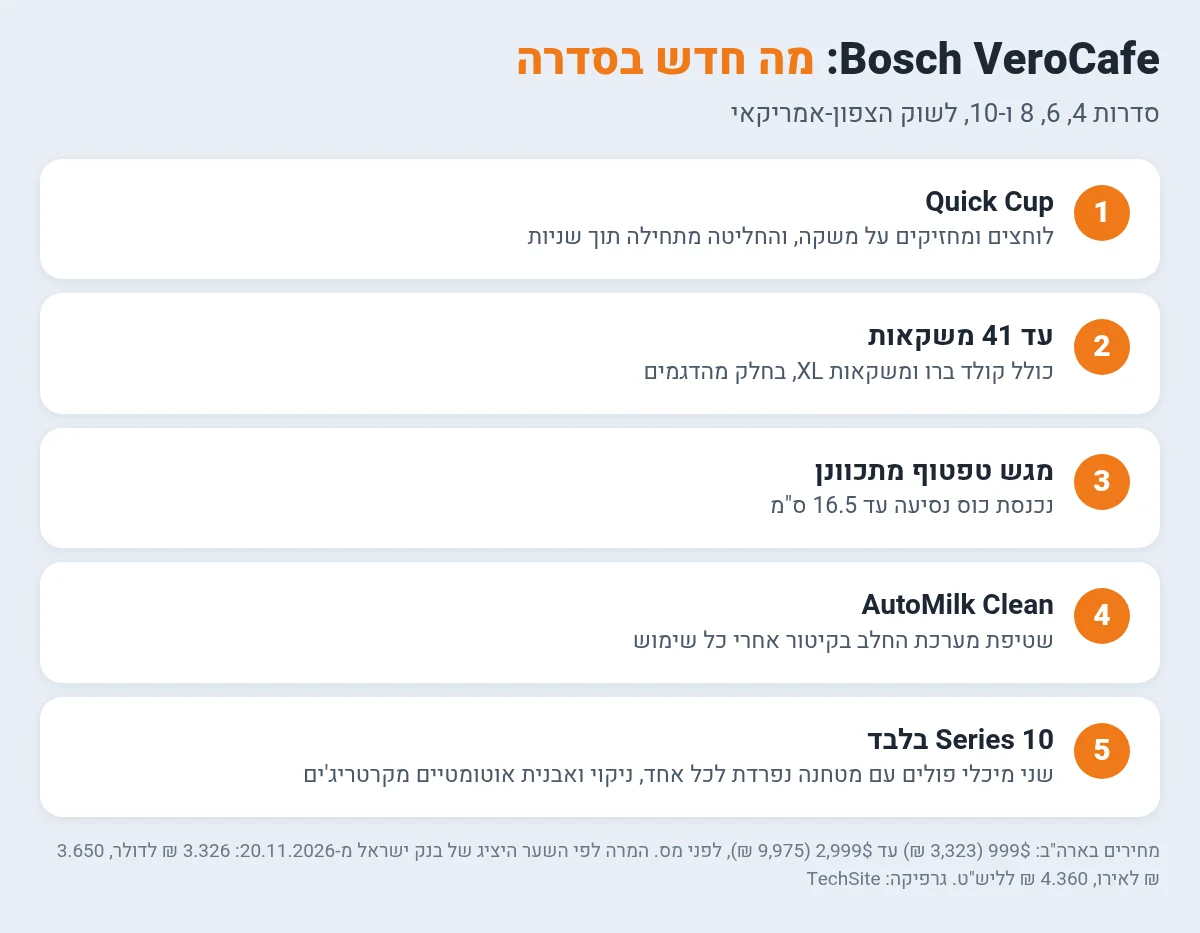 Bosch VeroCafe: מה חדש בסדרה
סדרות 4, 6, 8 ו-10, לשוק הצפון-אמריקאי
1
Quick Cup
לוחצים ומחזיקים על משקה, והחליטה מתחילה תוך שניות
2
עד 41 משקאות
כולל קולד ברו ומשקאות XL, בחלק מהדגמים
3
מגש טפטוף מתכוונן
נכנסת כוס נסיעה עד 16.5 ס"מ
4
AutoMilk Clean
שטיפת מערכת החלב בקיטור אחרי כל שימוש
5
Series 10 בלבד
שני מיכלי פולים עם מטחנה נפרדת לכל אחד, ניקוי ואבנית אוטומטיים מקרטריג'ים
מחירים בארה"ב: 999$ (3,323 ₪) עד 2,999$ (9,975 ₪), לפני מס. המרה לפי השער היציג של בנק ישראל מ-20.11.2026: 3.326 ₪ לדולר, 3.650
₪ לאירו, 4.360 ₪ לליש"ט. גרפיקה: TechSite